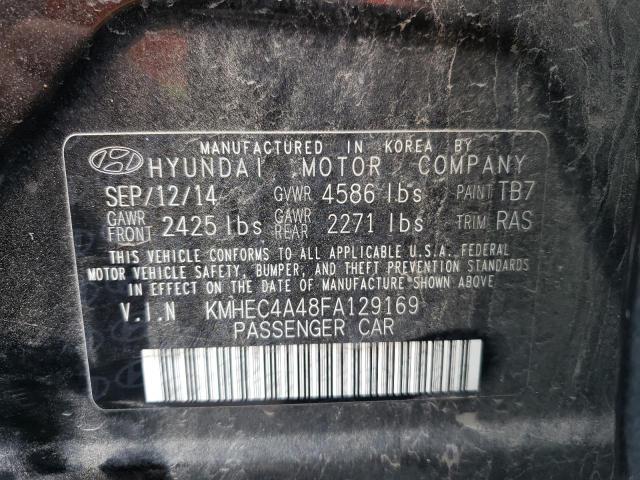 MANUFACTURED IN KOREA BY
HYUNDAI MOTOR COMPANY
SEP/12/14 GVWR 4586 lbs PAINT TB7
GAWR FRONT 2425 lbs GAWR REAR 2271 lbs TRIM RAS
THIS VEHICLE CONFORMS TO ALL APPLICABLE U.S.A. FEDERAL
MOTOR VEHICLE SAFETY, BUMPER, AND THEFT STANDARDS
IN EFFECT ON THE DATE OF MANUFACTURE SHOWN ABOVE.
V.I.N KMHEC4A48FA129169
PASSENGER CAR